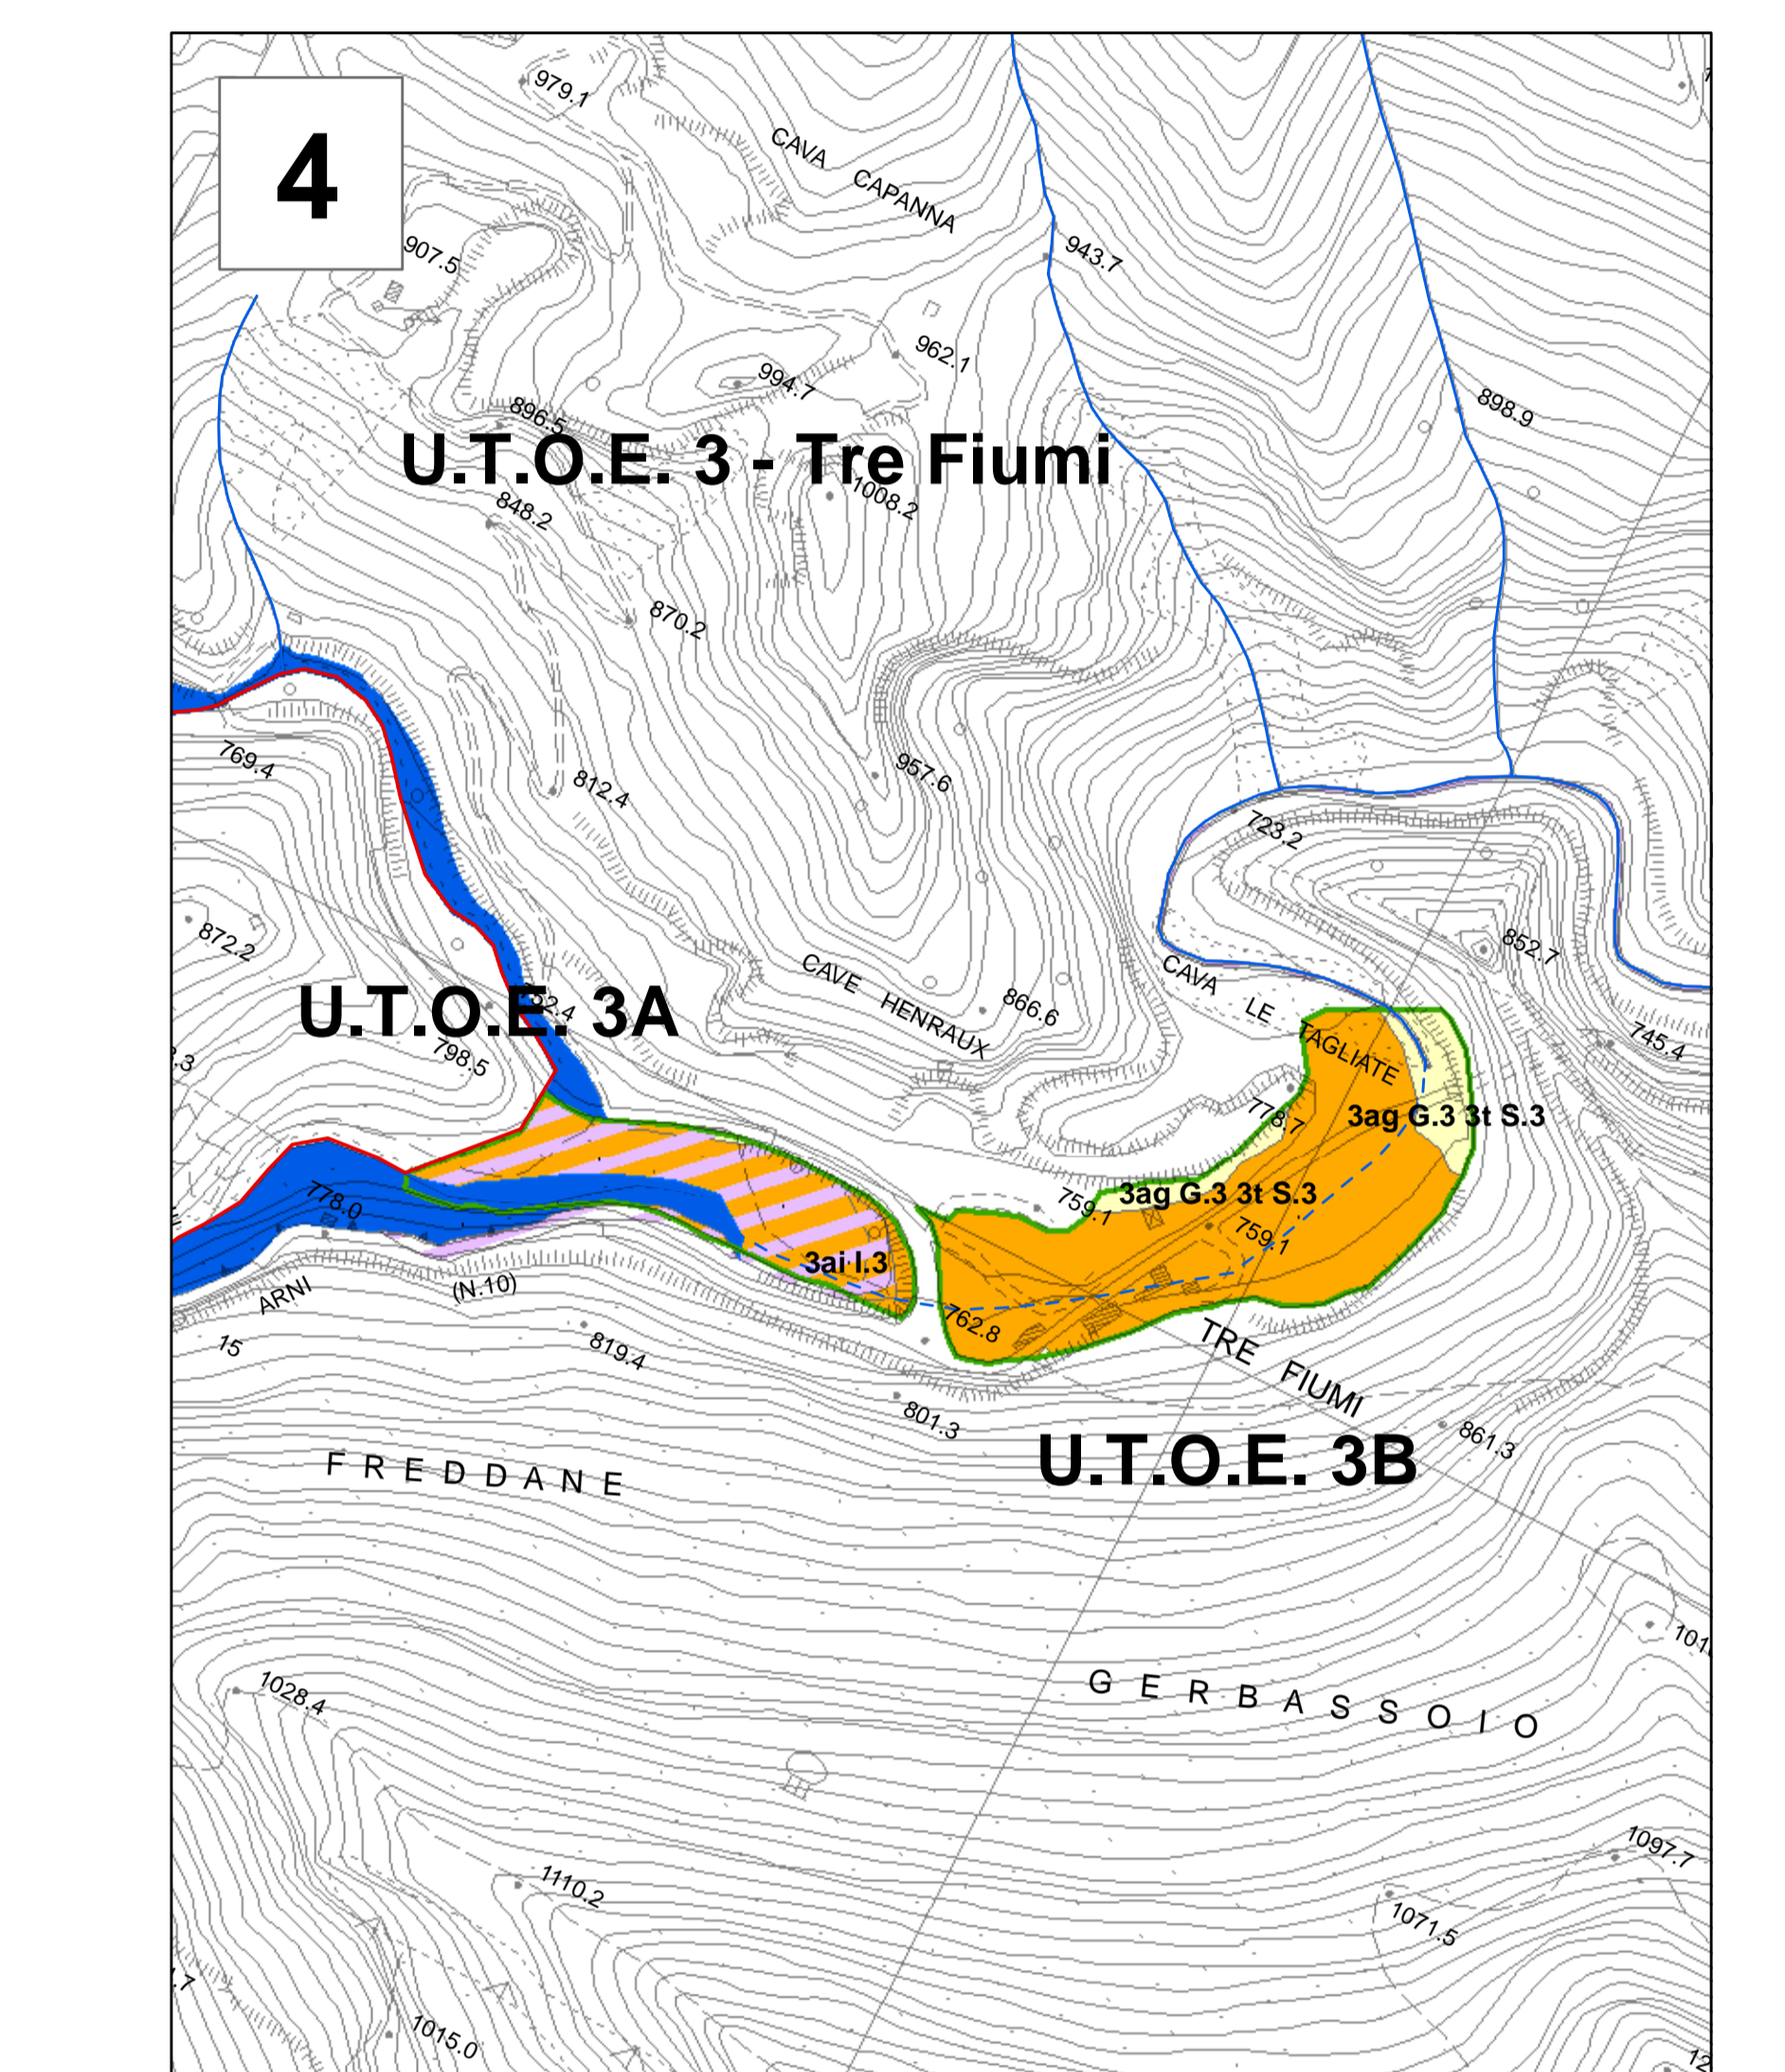 4
979.1
CAVA CAPANNA
907.5
943.7
962.1
994.7
896.5
898.9
U.T.O.E. 3 - Tre Fiumi
1008.2
848.2
870.2
769.4
812.4
957.6
723.2
872.2
852.7
CAVE HENRAUX
866.6
CAVA LE TAGLIATE
U.T.O.E. 3A
798.5
745.4
778.7
3ag G.3 3t S.3
3ag G.3 3t S.3
778.0
759.1
759.1
3ai I.3
ARNI (N.10)
762.8
15
819.4
TRE FIUMI
801.3
861.3
U.T.O.E. 3B
FREDDANE
GERBASSOIO
1028.4
1097.7
1110.2
1071.5
1015.0